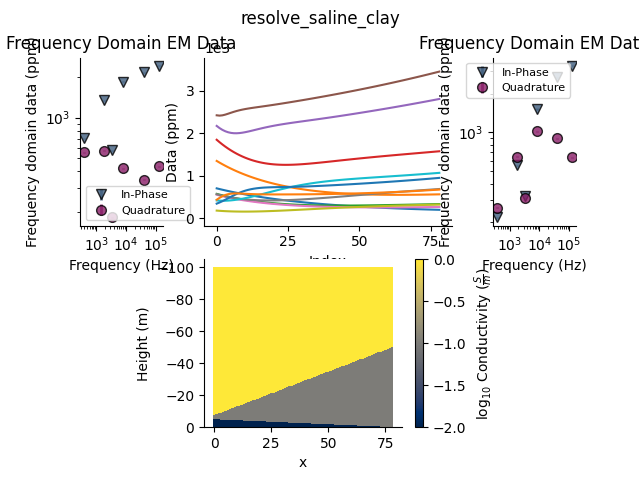 resolve_saline_clay
Frequency Domain EM Data
Frequency domain data (ppm)
10³
In-Phase
Quadrature
10³ 10⁴ 10⁵
Frequency (Hz)
1e3
Data (ppm)
3
2
1
0
0 25 50 75
Index
Frequency Domain EM Dat
Frequency domain data (ppm)
10³
In-Phase
Quadrature
10³ 10⁴ 10⁵
Frequency (Hz)
Height (m)
−100
−80
−60
−40
−20
0
0 25 50 75
x
0.0
−0.5
−1.0
−1.5
−2.0
log₁₀ Conductivity (S/m)